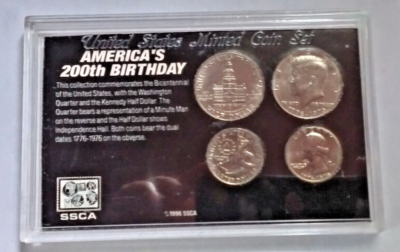 United States Minted Coin Set
AMERICA'S
200th BIRTHDAY
This collection commemorates the Bicentennial
of the United States, with the Washington
Quarter and the Kennedy Half Dollar. The
Quarter bears a representation of a Minute Man
on the reverse and the Half Dollar shows
Independence Hall. Both coins bear the dual
dates 1776-1976 on the obverse.
SSCA
© 1996 SSCA